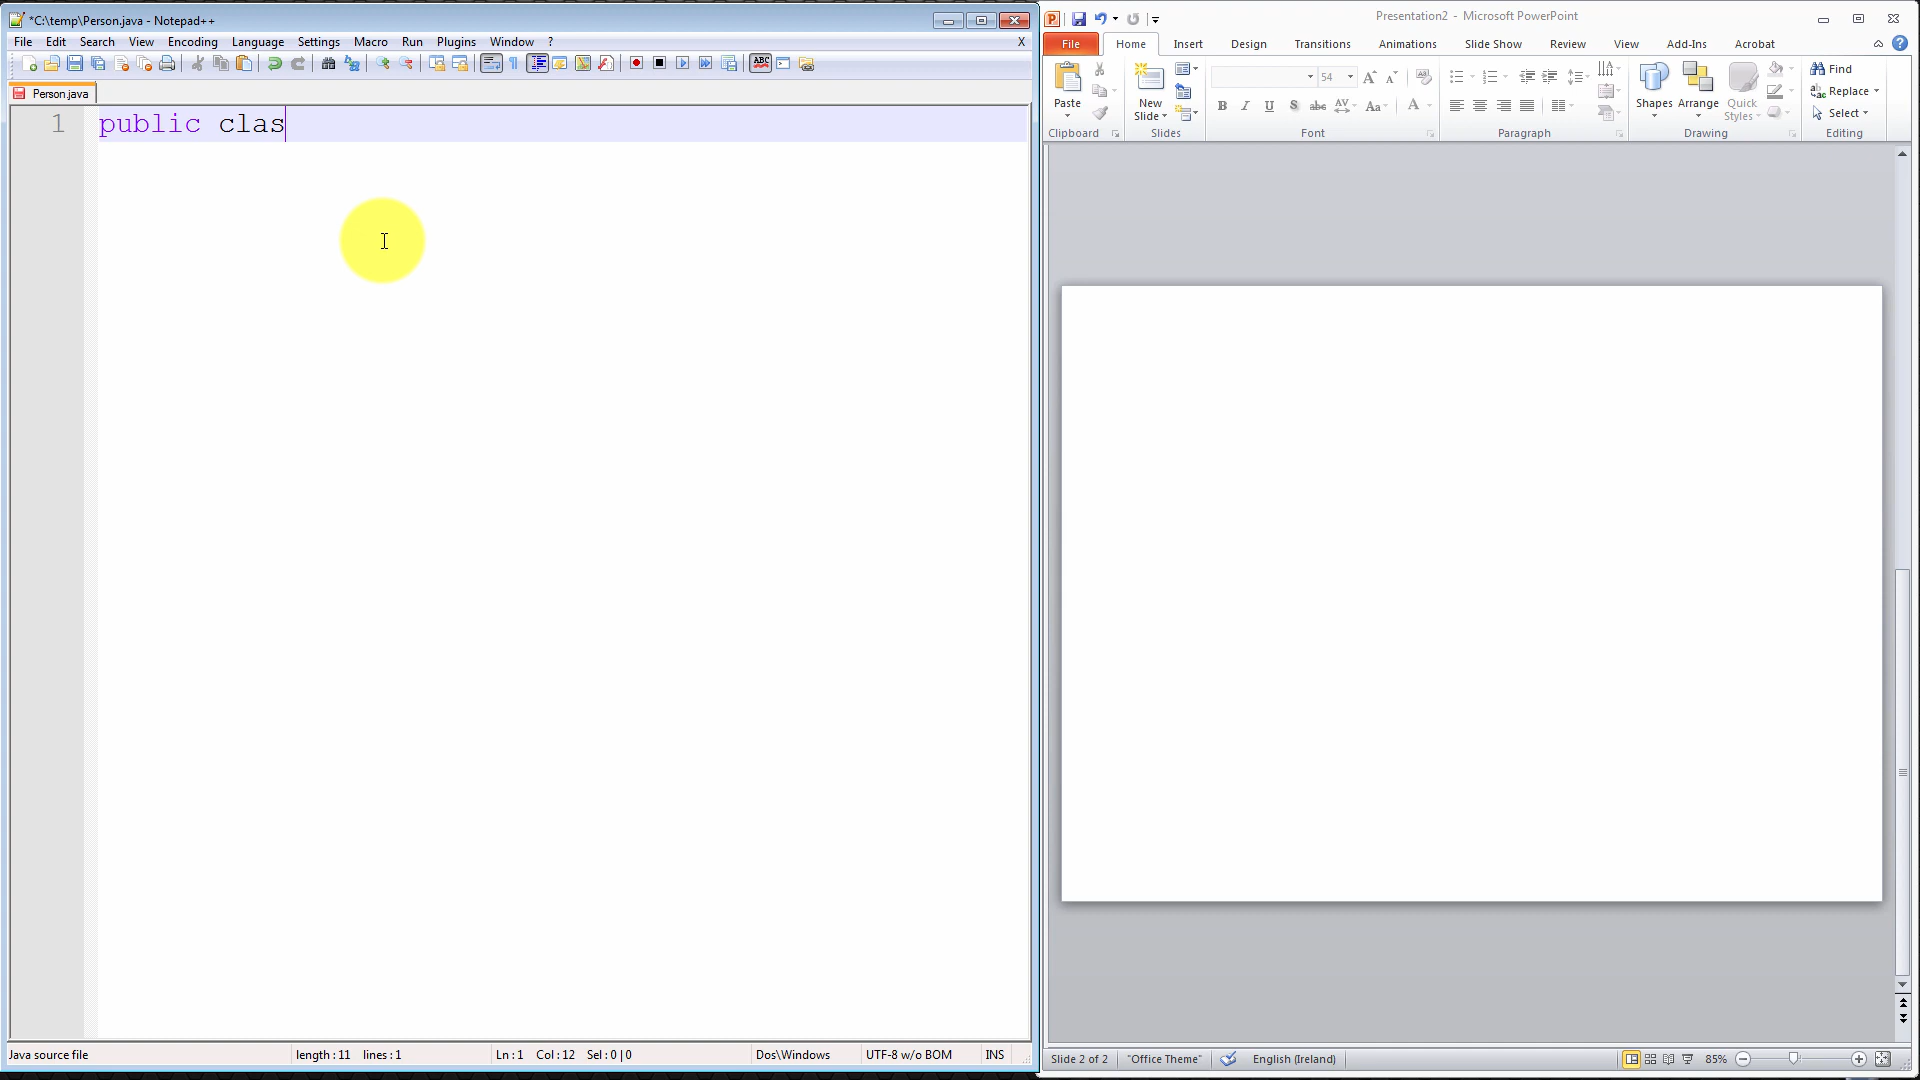 *C:\temp\Person.java - Notepad++
File Edit Search View Encoding Language Settings Macro Run Plugins Window ? X
Person.java
1 public clas
Java source file length : 11 lines : 1 Ln : 1 Col : 12 Sel : 0 | 0 Dos\Windows UTF-8 w/o BOM INS
Presentation2 - Microsoft PowerPoint
File Home Insert Design Transitions Animations Slide Show Review View Add-Ins Acrobat
Paste
New
Slide
54
B I U S abc AV Aa A
Shapes Arrange Quick
Styles
Find
Replace
Select
Clipboard Slides Font Paragraph Drawing Editing
Slide 2 of 2 "Office Theme" English (Ireland) 85%